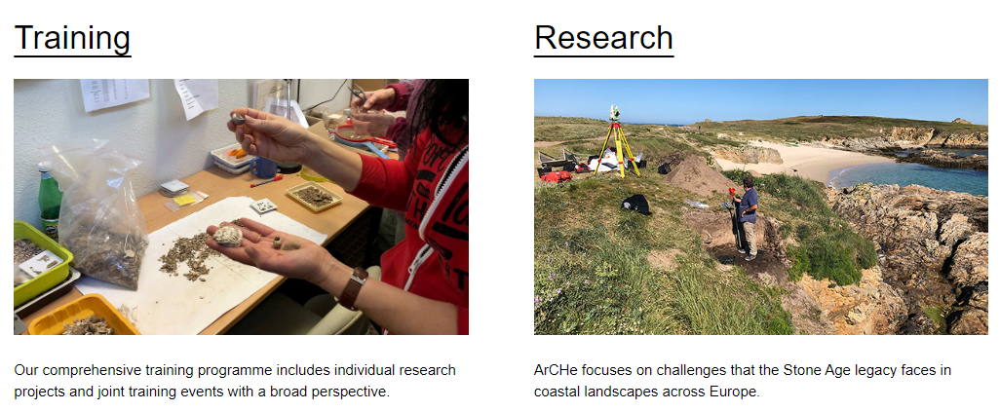 Training
Research
Our comprehensive training programme includes individual research
projects and joint training events with a broad perspective.
ArCHe focuses on challenges that the Stone Age legacy faces in
coastal landscapes across Europe.